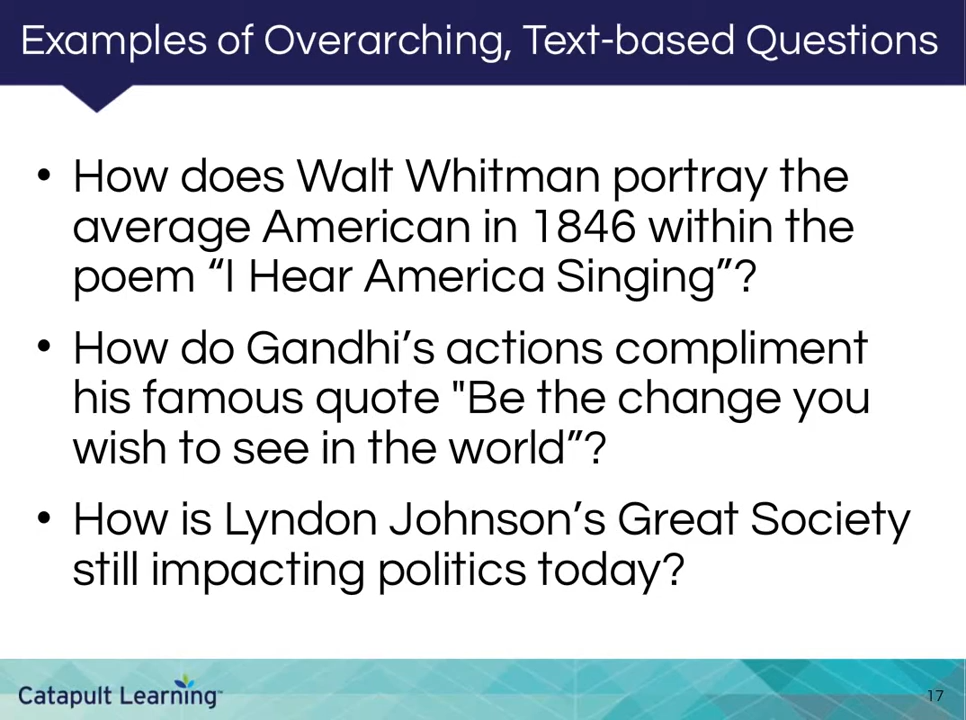 Examples of Overarching, Text-based Questions
• How does Walt Whitman portray the
average American in 1846 within the
poem “I Hear America Singing”?
• How do Gandhi’s actions compliment
his famous quote "Be the change you
wish to see in the world”?
• How is Lyndon Johnson’s Great Society
still impacting politics today?
Catapult Learning™
17